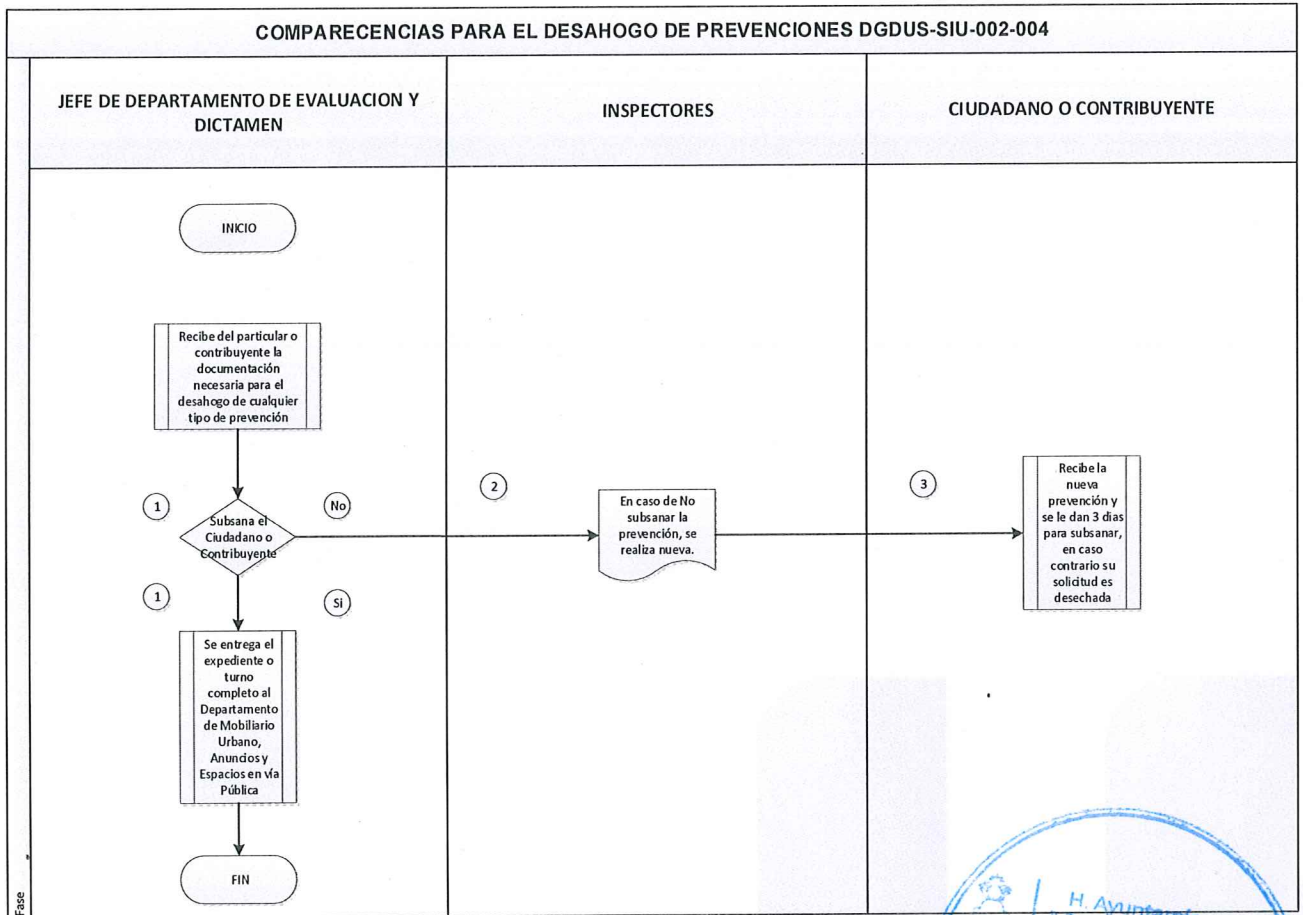 COMPARECENCIAS PARA EL DESAHOGO DE PREVENCIONES DGDUS-SIU-002-004
JEFE DE DEPARTAMENTO DE EVALUACION Y
DICTAMEN
INSPECTORES
CIUDADANO O CONTRIBUYENTE
INICIO
Recibe del particular o
contribuyente la
documentación
necesaria para el
desahogo de cualquier
tipo de prevención
1
Subsana el
Ciudadano o
Contribuyente
No
2
En caso de No
subsanar la
prevención, se
realiza nueva.
3
Recibe la
nueva
prevención y
se le dan 3 dias
para subsanar,
en caso
contrario su
solicitud es
desechada
1
Si
Se entrega el
expediente o
turno
completo al
Departamento
de Mobiliario
Urbano,
Anuncios y
Espacios en vía
Pública
FIN
Fase
H.